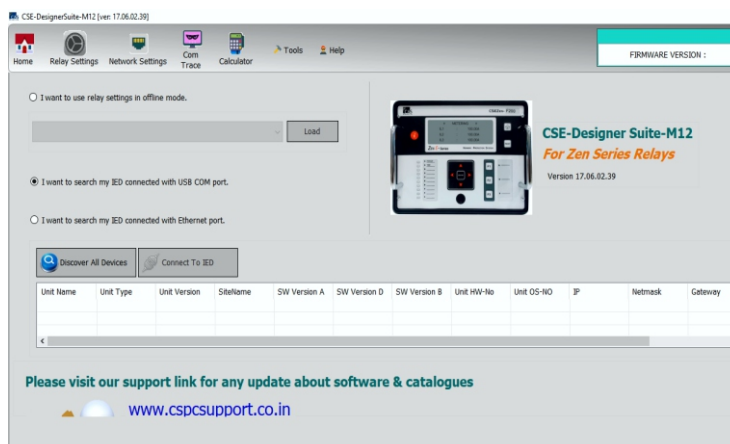 CSE-DesignerSuite-M12 [ver: 17.06.02.39]
Home
Relay Settings
Network Settings
Com
Trace
Calculator
Tools
Help
FIRMWARE VERSION :
I want to use relay settings in offline mode.
Load
CSE-Designer Suite-M12
For Zen Series Relays
Version 17.06.02.39
I want to search my IED connected with USB COM port.
I want to search my IED connected with Ethernet port.
Discover All Devices
Connect To IED
Unit Name Unit Type Unit Version SiteName SW Version A SW Version D SW Version B Unit HW-No Unit OS-NO IP Netmask Gateway
Please visit our support link for any update about software & catalogues
www.cspcsupport.co.in